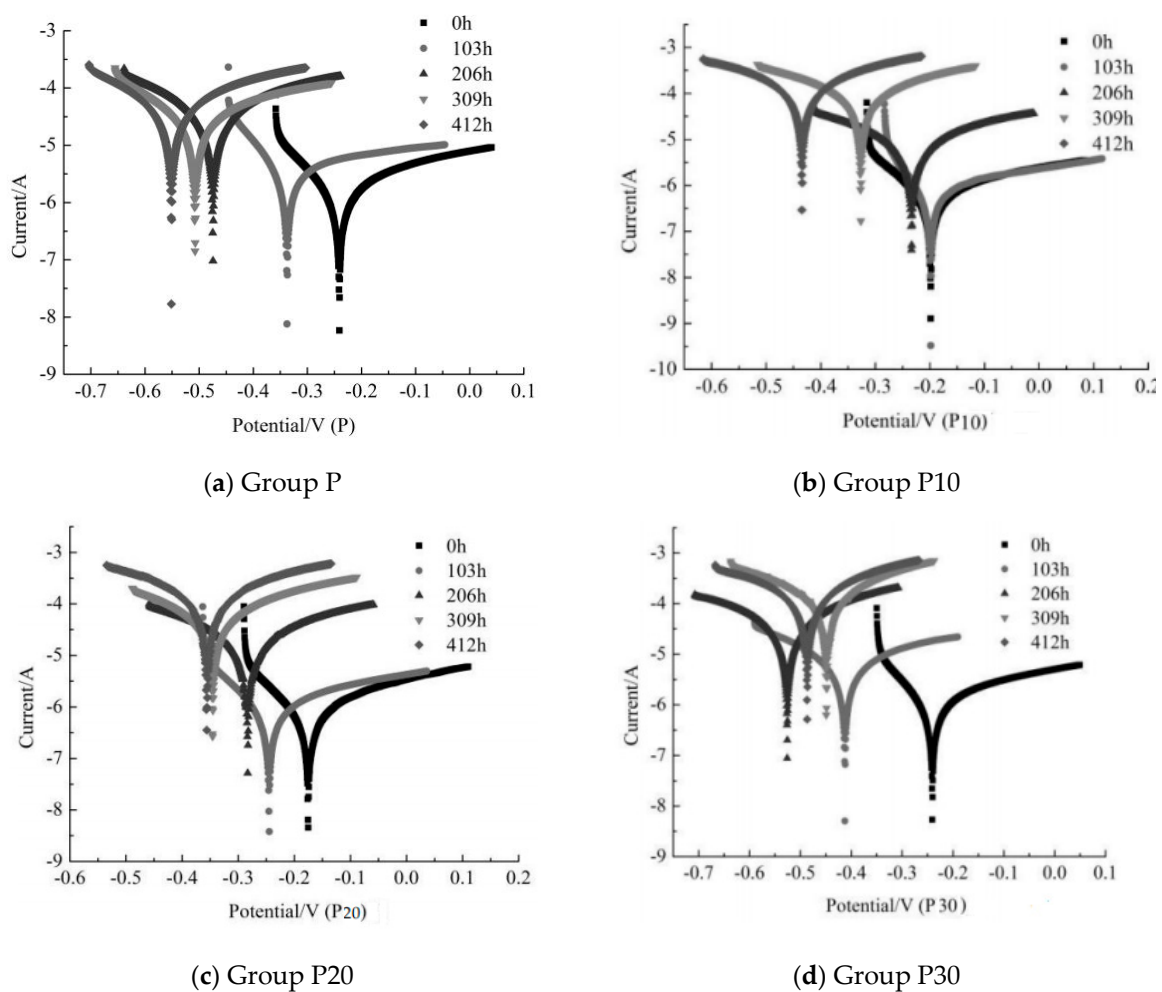 -3
-4
-5
-6
-7
-8
-9
Current/A
0h
103h
206h
309h
412h
-0.7 -0.6 -0.5 -0.4 -0.3 -0.2 -0.1 0.0 0.1
Potential/V (P)
(a) Group P
-3
-4
-5
-6
-7
-8
-9
-10
Current/A
0h
103h
206h
309h
412h
-0.6 -0.5 -0.4 -0.3 -0.2 -0.1 0.0 0.1 0.2
Potential/V (P10)
(b) Group P10
-3
-4
-5
-6
-7
-8
-9
Current/A
0h
103h
206h
309h
412h
-0.6 -0.5 -0.4 -0.3 -0.2 -0.1 0.0 0.1 0.2
Potential/V (P20)
(c) Group P20
-3
-4
-5
-6
-7
-8
-9
Current/A
0h
103h
206h
309h
412h
-0.7 -0.6 -0.5 -0.4 -0.3 -0.2 -0.1 0.0 0.1
Potential/V (P30)
(d) Group P30